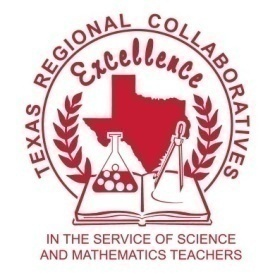 TEXAS REGIONAL COLLABORATIVES
Excellence
IN THE SERVICE OF SCIENCE
AND MATHEMATICS TEACHERS